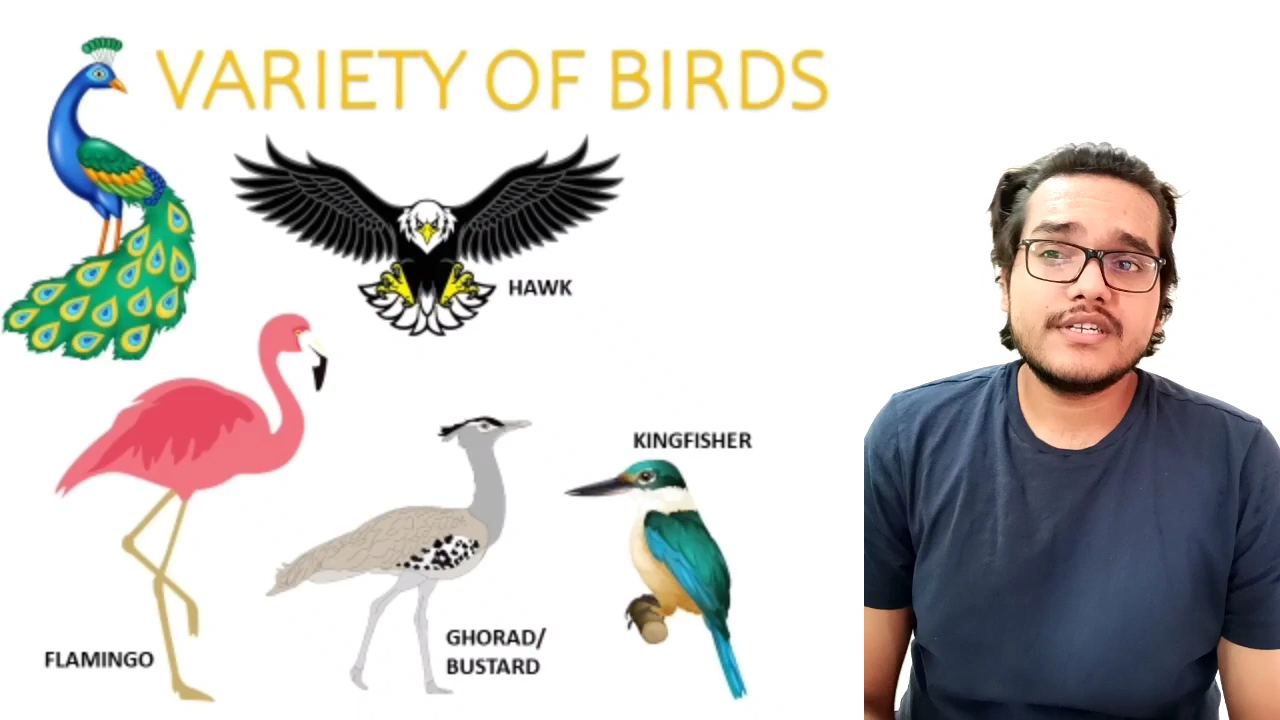 VARIETY OF BIRDS
HAWK
KINGFISHER
FLAMINGO
GHORAD/
BUSTARD